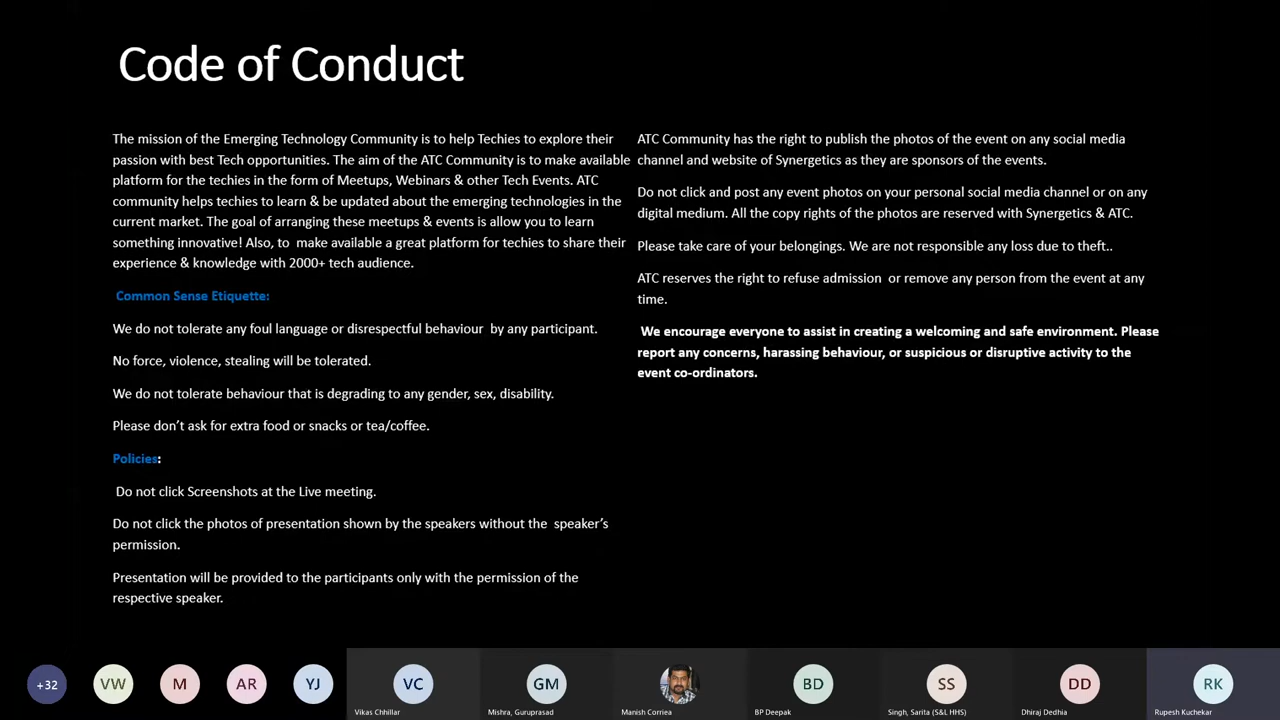 Code of Conduct
The mission of the Emerging Technology Community is to help Techies to explore their
passion with best Tech opportunities. The aim of the ATC Community is to make available
platform for the techies in the form of Meetups, Webinars & other Tech Events. ATC
community helps techies to learn & be updated about the emerging technologies in the
current market. The goal of arranging these meetups & events is allow you to learn
something innovative! Also, to  make available a great platform for techies to share their
experience & knowledge with 2000+ tech audience.
Common Sense Etiquette:
We do not tolerate any foul language or disrespectful behaviour  by any participant.
No force, violence, stealing will be tolerated.
We do not tolerate behaviour that is degrading to any gender, sex, disability.
Please don’t ask for extra food or snacks or tea/coffee.
Policies:
Do not click Screenshots at the Live meeting.
Do not click the photos of presentation shown by the speakers without the  speaker’s
permission.
Presentation will be provided to the participants only with the permission of the
respective speaker.
ATC Community has the right to publish the photos of the event on any social media
channel and website of Synergetics as they are sponsors of the events.
Do not click and post any event photos on your personal social media channel or on any
digital medium. All the copy rights of the photos are reserved with Synergetics & ATC.
Please take care of your belongings. We are not responsible any loss due to theft..
ATC reserves the right to refuse admission  or remove any person from the event at any
time.
We encourage everyone to assist in creating a welcoming and safe environment. Please
report any concerns, harassing behaviour, or suspicious or disruptive activity to the
event co-ordinators.
+32
VW
M
AR
YJ
VC
Vikas Chhillar
GM
Mishra, Guruprasad
Manish Correia
BD
BP Deepak
SS
Singh, Sarita (S&L HHS)
DD
Dhiraj Dedhia
RK
Rupesh Kuchekar